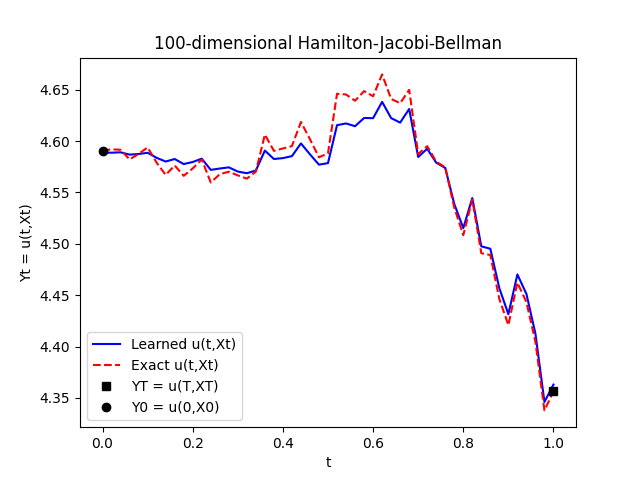 100-dimensional Hamilton-Jacobi-Bellman
Yt = u(t,Xt)
4.65
4.60
4.55
4.50
4.45
4.40
4.35
Learned u(t,Xt)
Exact u(t,Xt)
YT = u(T,XT)
Y0 = u(0,X0)
0.0 0.2 0.4 0.6 0.8 1.0
t